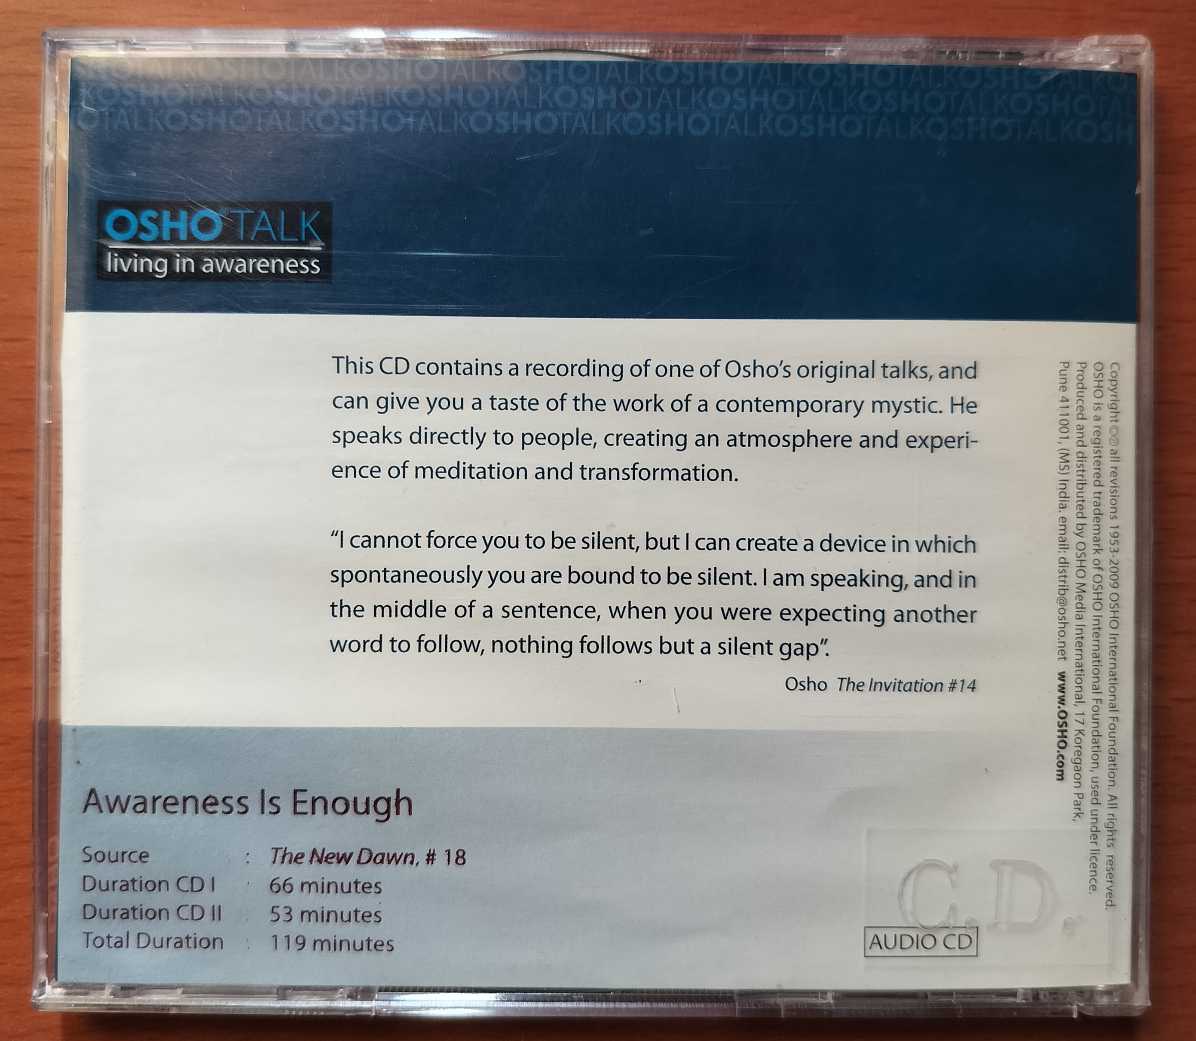 OSHOTALKOSHOTALKOSHOTALKOSHOTALKOSHOTALKOSHO
OSHOTALKOSHOTALKOSHOTALKOSHOTALKOSHOTALKOSHO
TALKOSHOTALKOSHOTALKOSHOTALKOSHOTALKOSHOTALKOSHO
OSHO TALK
living in awareness
This CD contains a recording of one of Osho's original talks, and
can give you a taste of the work of a contemporary mystic. He
speaks directly to people, creating an atmosphere and experi-
ence of meditation and transformation.
"I cannot force you to be silent, but I can create a device in which
spontaneously you are bound to be silent. I am speaking, and in
the middle of a sentence, when you were expecting another
word to follow, nothing follows but a silent gap".
Osho The Invitation #14
Copyright ©℗ all revisions 1953-2009 OSHO International Foundation. All rights reserved.
OSHO is a registered trademark of OSHO International Foundation, used under licence.
Produced and distributed by OSHO Media International, 17 Koregaon Park,
Pune 411001, (MS) India. email: distrib@osho.net www.OSHO.com
Awareness Is Enough
Source : The New Dawn, # 18
Duration CD I : 66 minutes
Duration CD II : 53 minutes
Total Duration : 119 minutes
C.D.
AUDIO CD